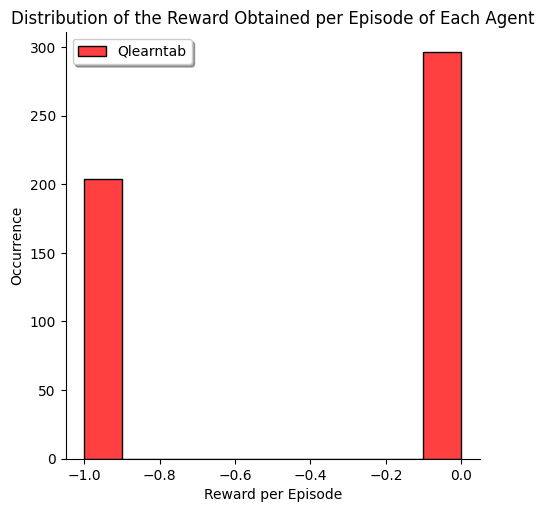 Distribution of the Reward Obtained per Episode of Each Agent
Qlearntab
300
250
200
150
100
50
0
Occurrence
−1.0 −0.8 −0.6 −0.4 −0.2 0.0
Reward per Episode